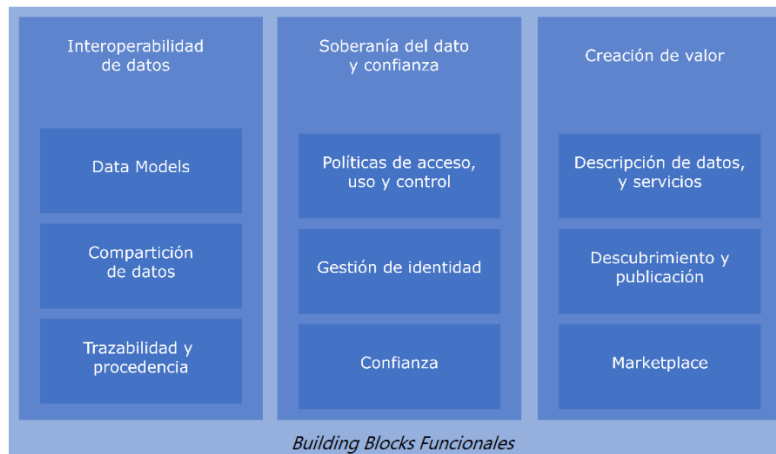 Interoperabilidad
de datos
Data Models
Compartición
de datos
Trazabilidad y
procedencia
Soberanía del dato
y confianza
Políticas de acceso,
uso y control
Gestión de identidad
Confianza
Creación de valor
Descripción de datos,
y servicios
Descubrimiento y
publicación
Marketplace
Building Blocks Funcionales